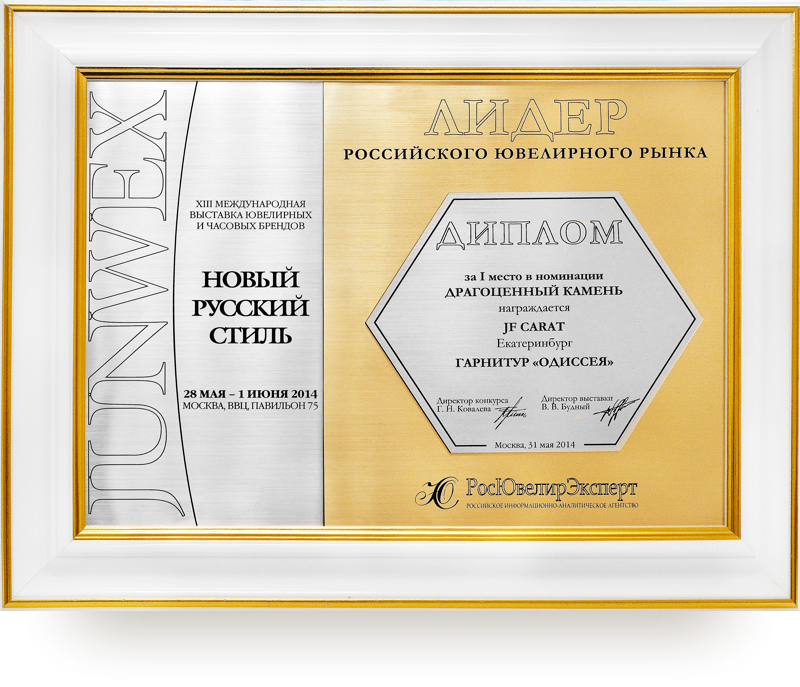 JUNWEX
XIII МЕЖДУНАРОДНАЯ
ВЫСТАВКА ЮВЕЛИРНЫХ
И ЧАСОВЫХ БРЕНДОВ
НОВЫЙ
РУССКИЙ
СТИЛЬ
28 МАЯ – 1 ИЮНЯ 2014
МОСКВА, ВВЦ, ПАВИЛЬОН 75
ЛИДЕР
РОССИЙСКОГО ЮВЕЛИРНОГО РЫНКА
ДИПЛОМ
за I место в номинации
ДРАГОЦЕННЫЙ КАМЕНЬ
награждается
JF CARAT
Екатеринбург
ГАРНИТУР «ОДИССЕЯ»
Директор конкурса
Г. Н. Ковалева
Директор выставки
В. В. Будный
Москва, 31 мая 2014
РосЮвелирЭксперт
РОССИЙСКОЕ ИНФОРМАЦИОННО-АНАЛИТИЧЕСКОЕ АГЕНТСТВО